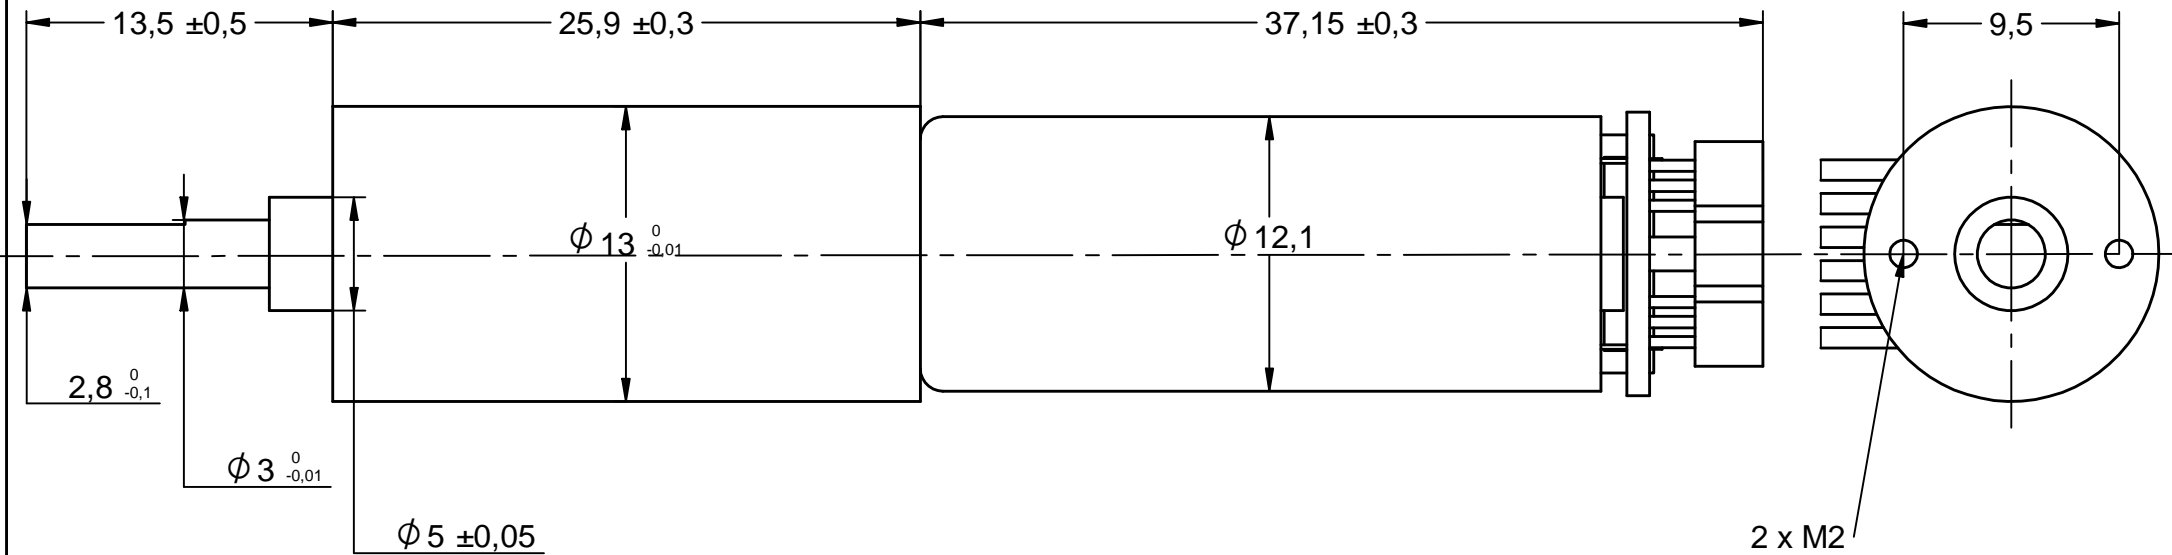 13,5 ±0,5
25,9 ±0,3
37,15 ±0,3
9,5
ϕ 13 0 -0,01
ϕ 12,1
2,8 0 -0,1
ϕ 3 0 -0,01
ϕ 5 ±0,05
2 x M2